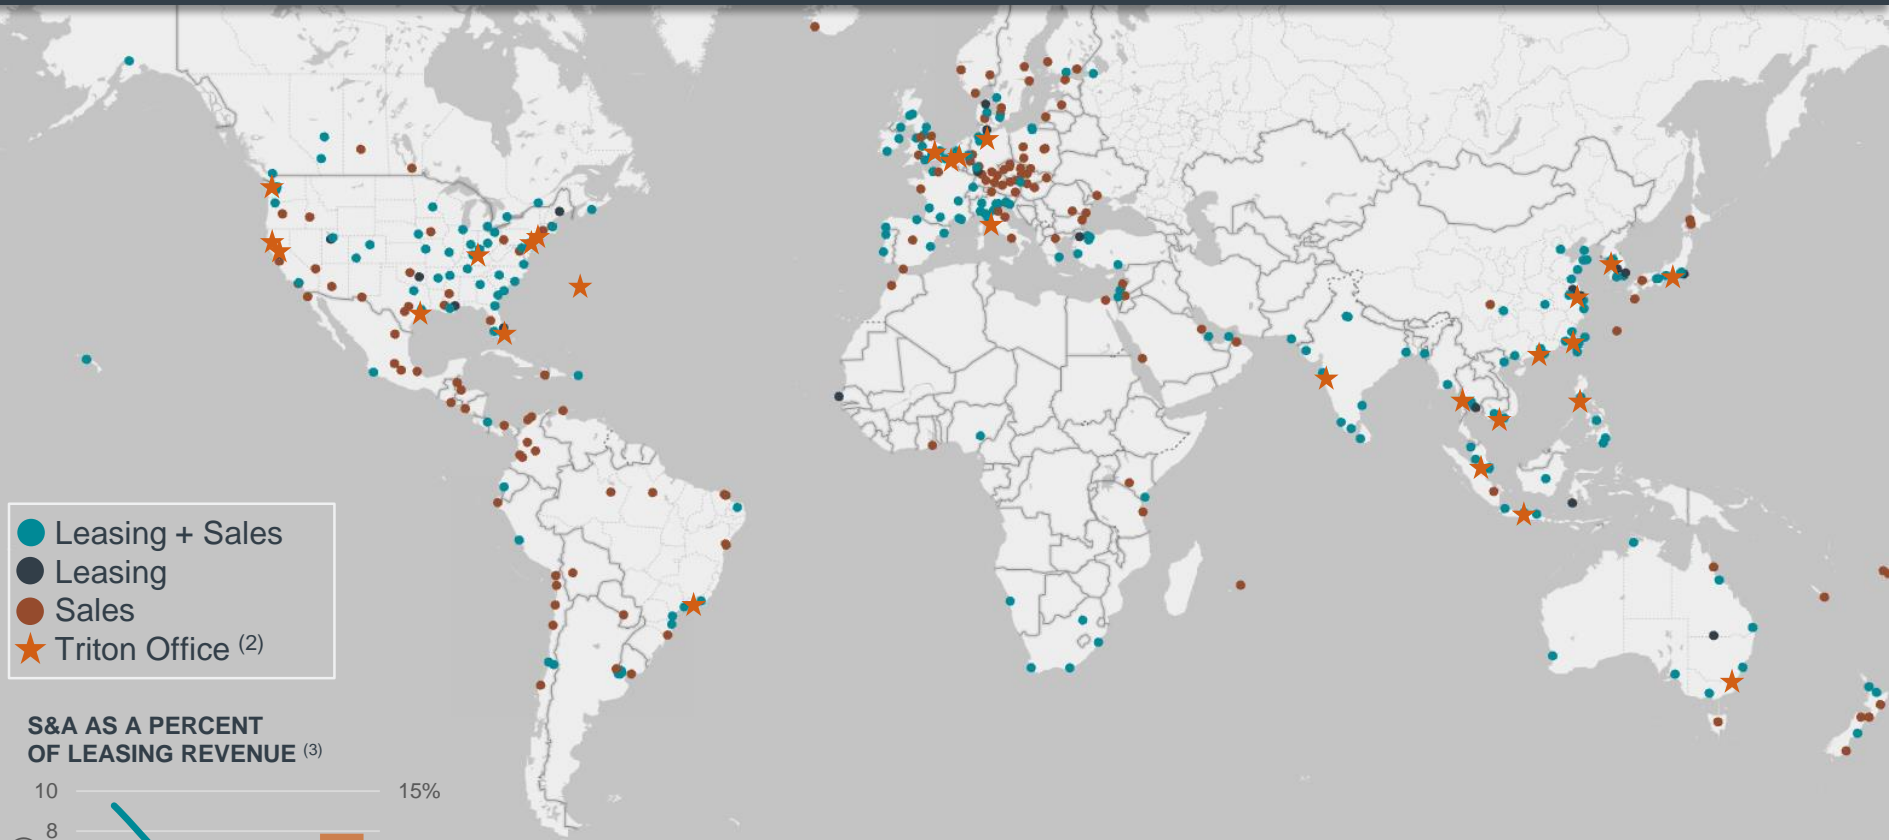 Leasing + Sales
Leasing
Sales
Triton Office (2)
S&A AS A PERCENT
OF LEASING REVENUE (3)
10
15%
8